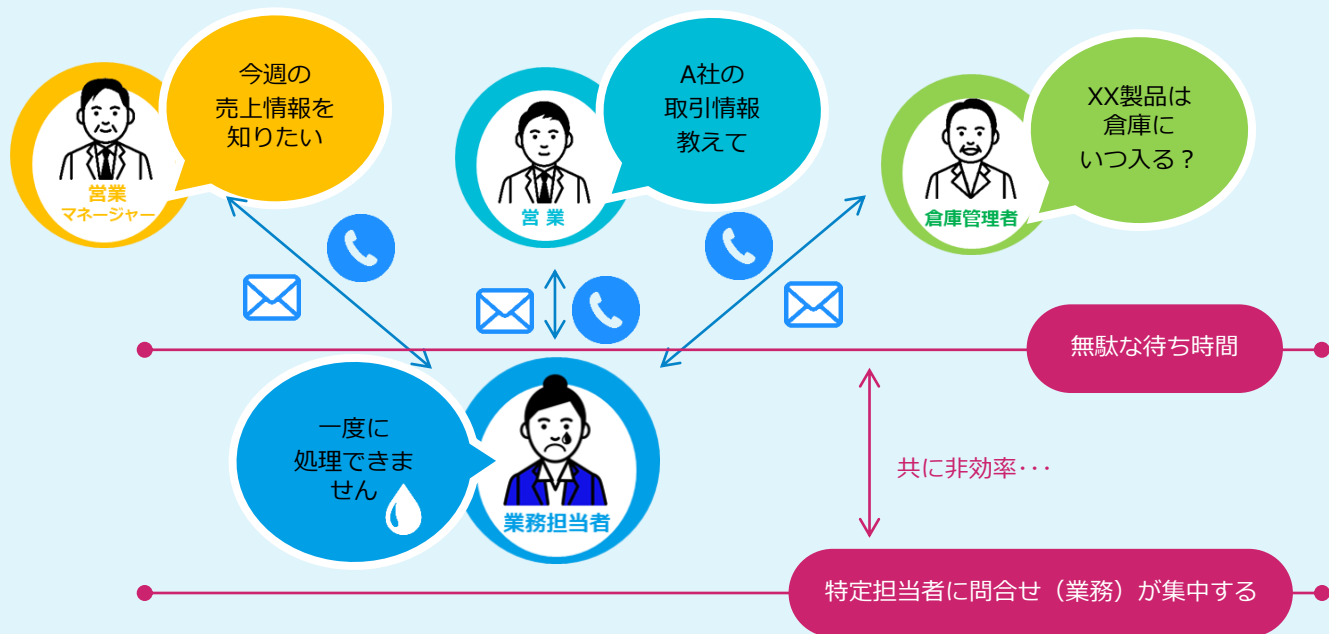 今週の
売上情報を
知りたい
営業
マネージャー
A社の
取引情報
教えて
営 業
XX製品は
倉庫に
いつ入る？
倉庫管理者
無駄な待ち時間
一度に
処理できま
せん
業務担当者
共に非効率･･･
特定担当者に問合せ（業務）が集中する